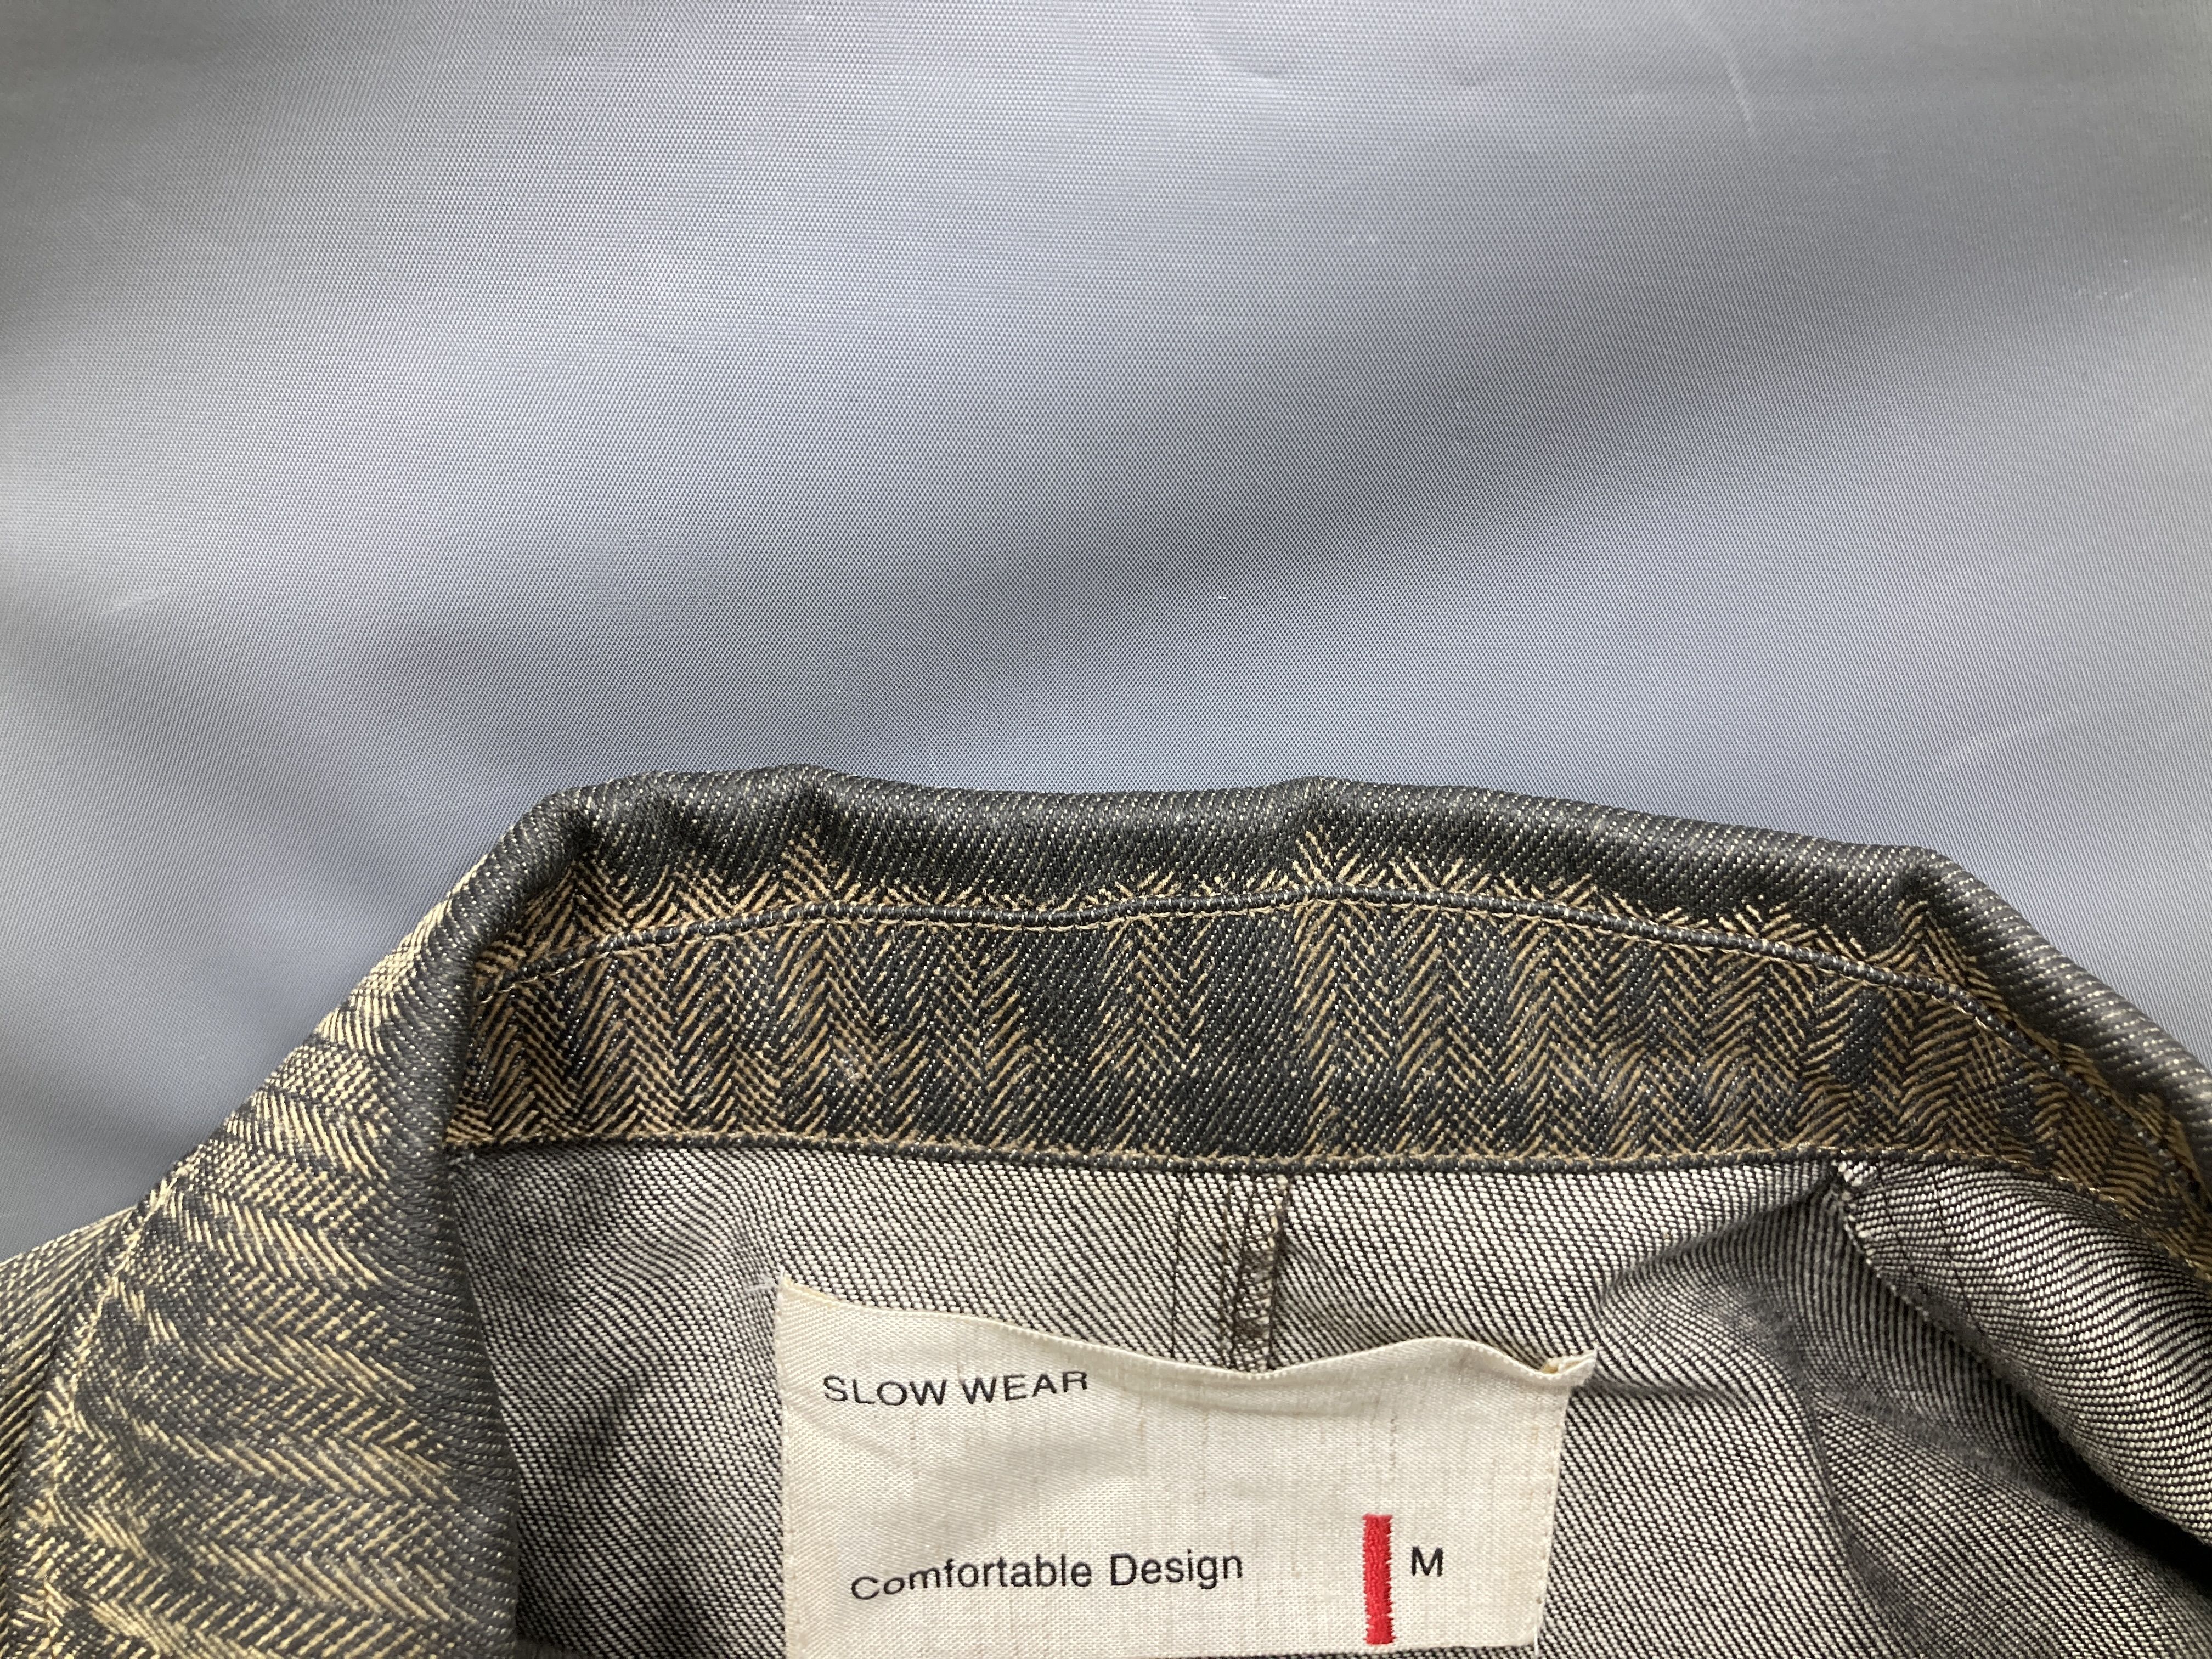 SLOW WEAR
Comfortable Design
M